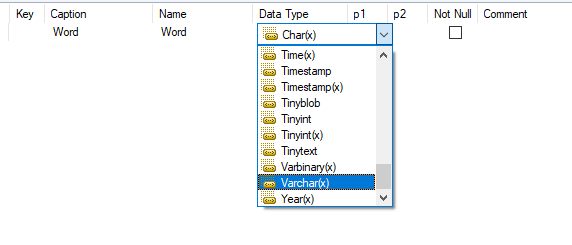 Key Caption Name Data Type p1 p2 Not Null Comment
Word Word Char(x)
Time(x)
Timestamp
Timestamp(x)
Tinyblob
Tinyint
Tinyint(x)
Tinytext
Varbinary(x)
Varchar(x)
Year(x)